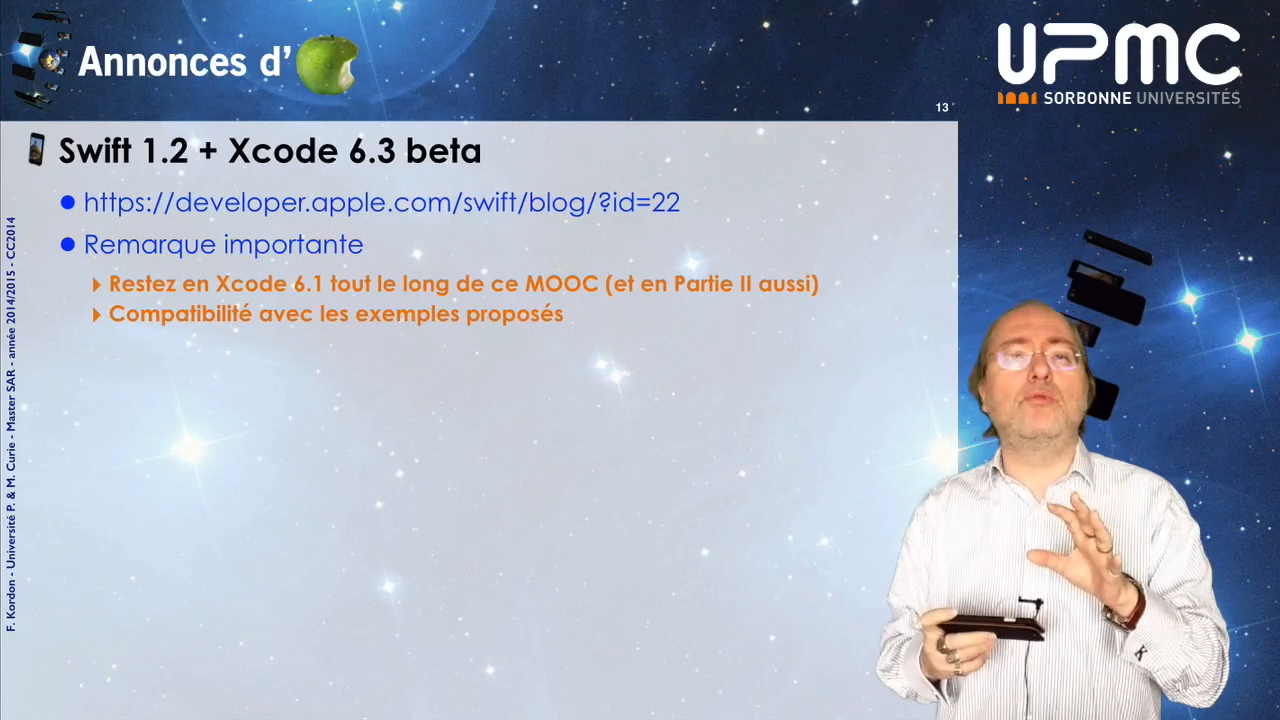 Annonces d'
UPMC
SORBONNE UNIVERSITÉS
13
Swift 1.2 + Xcode 6.3 beta
https://developer.apple.com/swift/blog/?id=22
Remarque importante
Restez en Xcode 6.1 tout le long de ce MOOC (et en Partie II aussi)
Compatibilité avec les exemples proposés
F. Kordon - Université P. & M. Curie - Master SAR - année 2014/2015 - CC2014
K